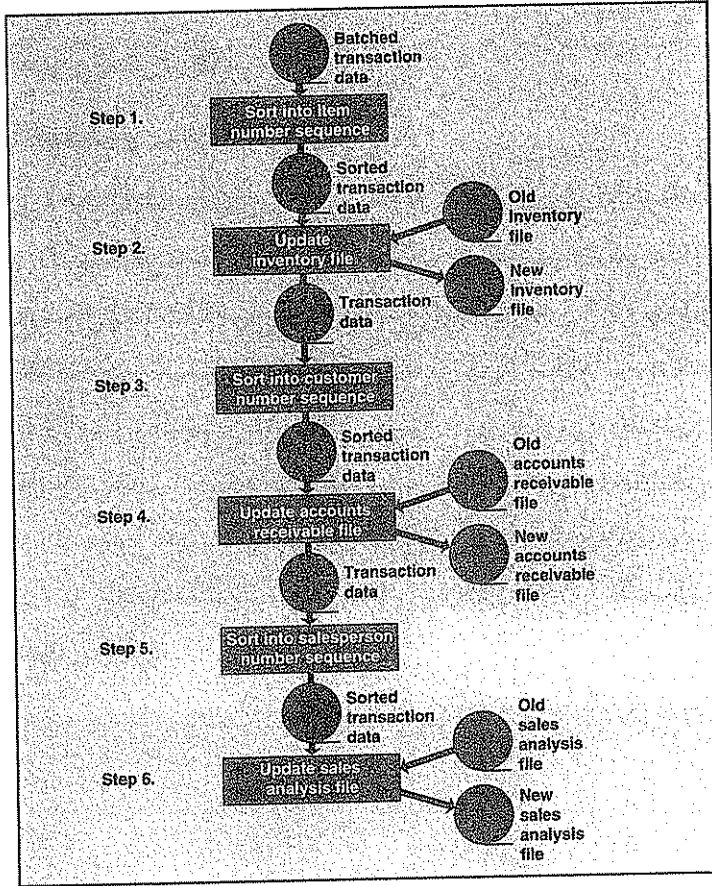 Batched
transaction
data
Step 1.
Sort into item
number sequence
Sorted
transaction
data
Old
inventory
file
Step 2.
Update
inventory file
New
inventory
file
Transaction
data
Step 3.
Sort into customer
number sequence
Sorted
transaction
data
Old
accounts
receivable
file
Step 4.
Update accounts
receivable file
New
accounts
receivable
file
Transaction
data
Step 5.
Sort into salesperson
number sequence
Sorted
transaction
data
Old
sales
analysis
file
Step 6.
Update sales
analysis file
New
sales
analysis
file